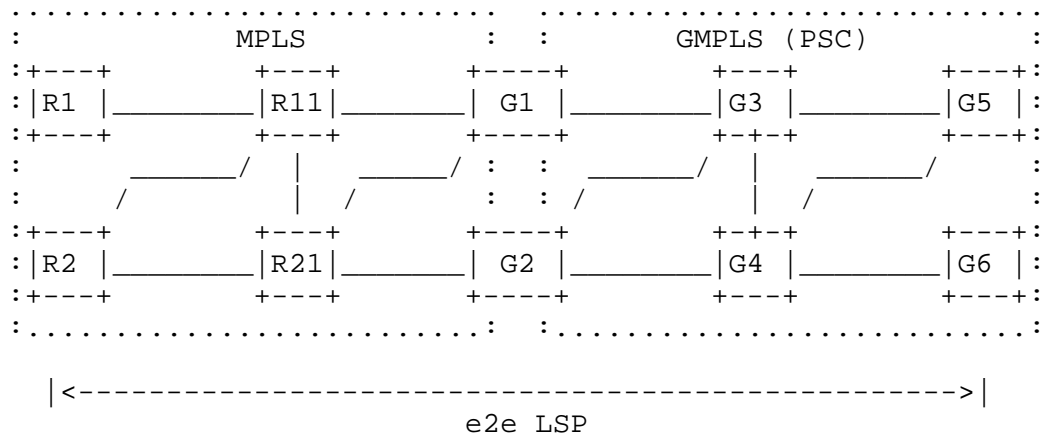 MPLS GMPLS (PSC)
R1 R11 G1 G3 G5
R2 R21 G2 G4 G6
e2e LSP